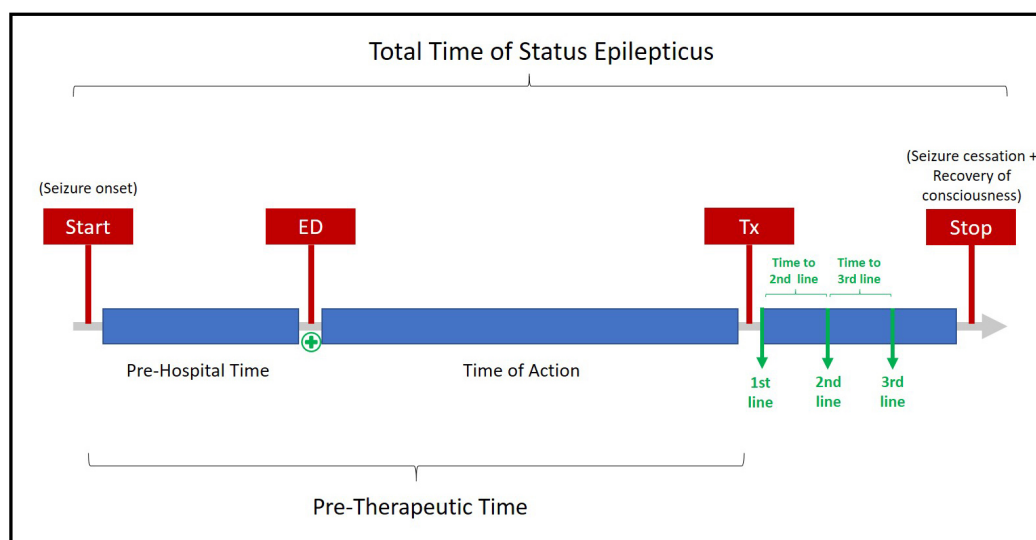 Total Time of Status Epilepticus
(Seizure onset)
(Seizure cessation +
Recovery of
consciousness)
Start
ED
Tx
Stop
Time to
2nd line
Time to
3rd line
Pre-Hospital Time
Time of Action
1st
line
2nd
line
3rd
line
Pre-Therapeutic Time